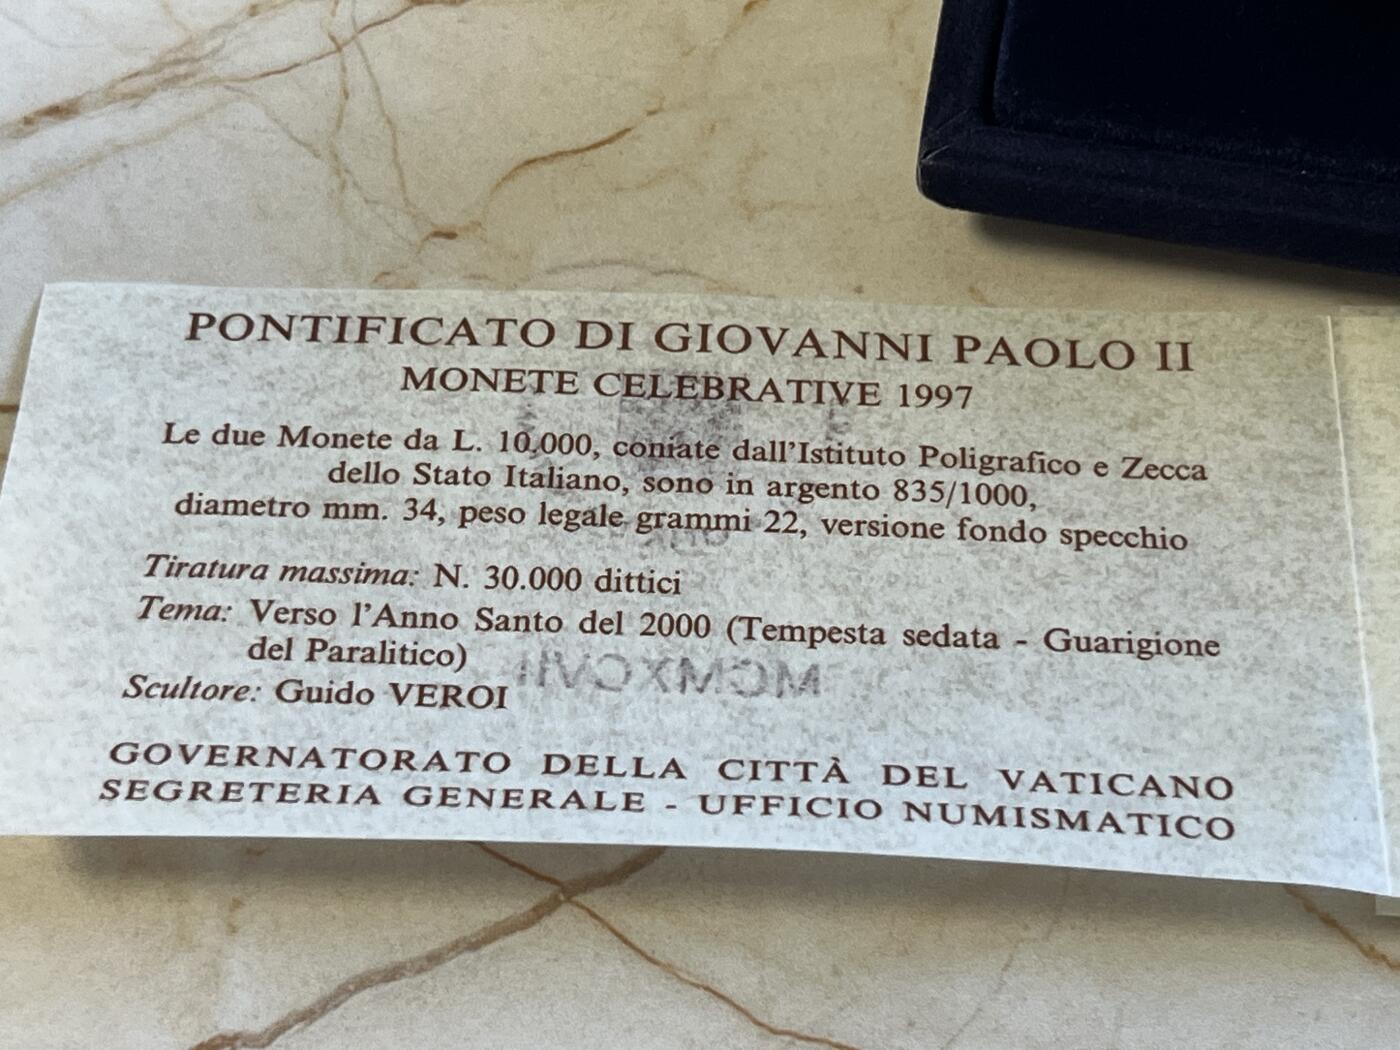 PONTIFICATO DI GIOVANNI PAOLO II
MONETE CELEBRATIVE 1997
Le due Monete da L. 10.000, coniate dall'Istituto Poligrafico e Zecca
dello Stato Italiano, sono in argento 835/1000,
diametro mm. 34, peso legale grammi 22, versione fondo specchio
Tiratura massima: N. 30.000 dittici
Tema: Verso l'Anno Santo del 2000 (Tempesta sedata - Guarigione
del Paralitico)
MCMXCVII
Scultore: Guido VEROI
GOVERNATORATO DELLA CITTÀ DEL VATICANO
SEGRETERIA GENERALE - UFFICIO NUMISMATICO